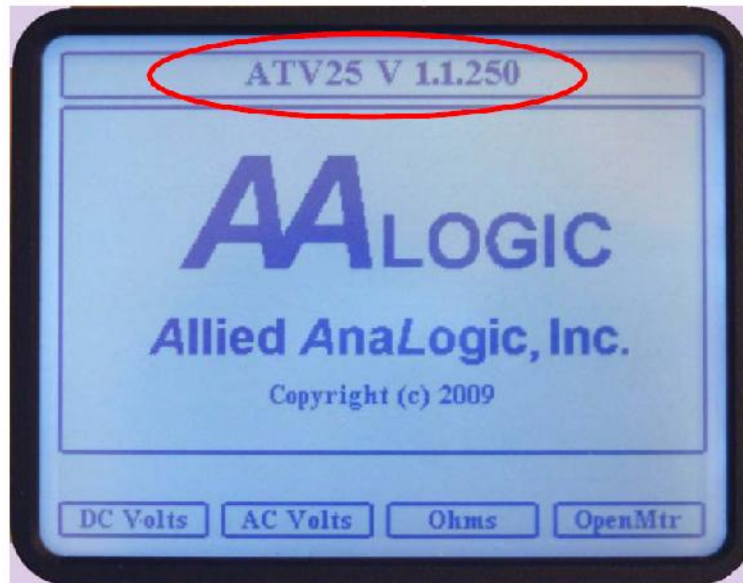 ATV25 V 1.1.250
AALOGIC
Allied AnaLogic, Inc.
Copyright (c) 2009
DC Volts AC Volts Ohms OpenMtr